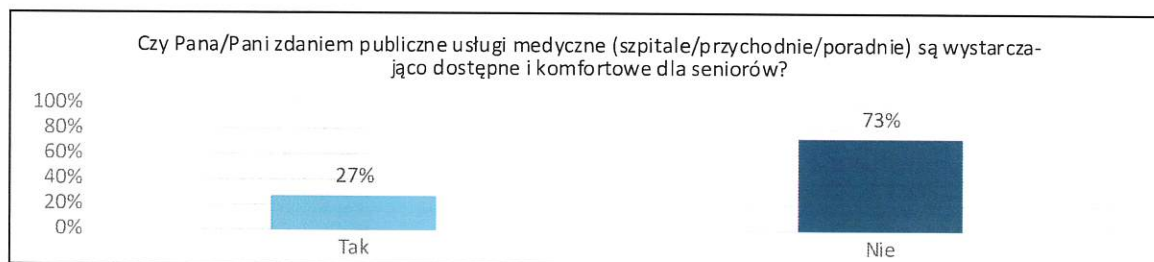 Czy Pana/Pani zdaniem publiczne usługi medyczne (szpitale/przychodnie/poradnie) są wystarcza-
jąco dostępne i komfortowe dla seniorów?
100%
80%
60%
40%
20%
0%
27%
73%
Tak
Nie